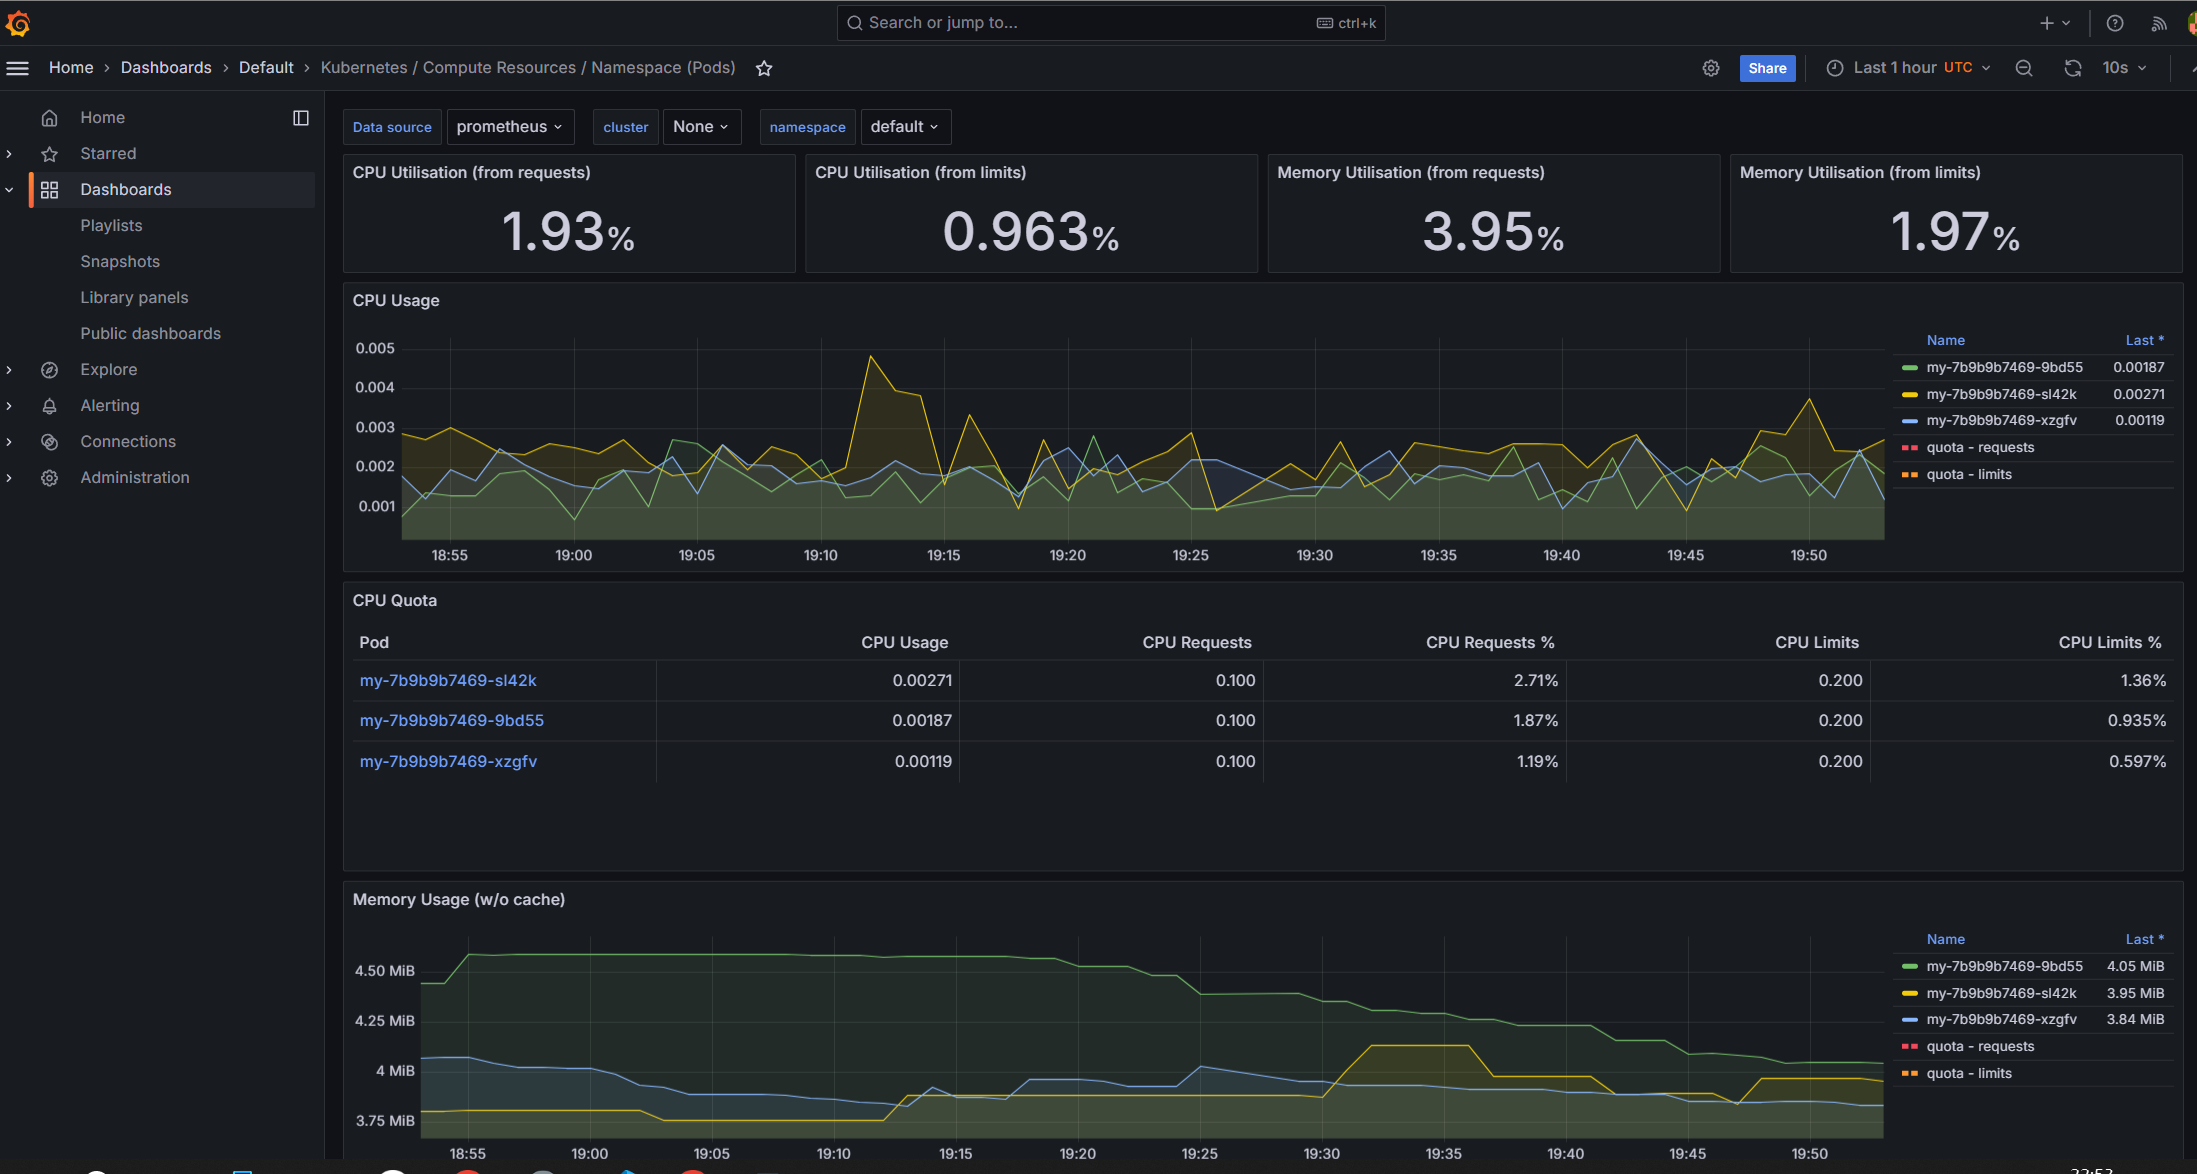 Search or jump to... ctrl+k
Home › Dashboards › Default › Kubernetes / Compute Resources / Namespace (Pods)
Share Last 1 hour UTC 10s
Home
Starred
Dashboards
Playlists
Snapshots
Library panels
Public dashboards
Explore
Alerting
Connections
Administration
Data source prometheus cluster None namespace default
CPU Utilisation (from requests)
1.93%
CPU Utilisation (from limits)
0.963%
Memory Utilisation (from requests)
3.95%
Memory Utilisation (from limits)
1.97%
CPU Usage
0.005
0.004
0.003
0.002
0.001
18:55 19:00 19:05 19:10 19:15 19:20 19:25 19:30 19:35 19:40 19:45 19:50
Name Last *
my-7b9b9b7469-9bd55 0.00187
my-7b9b9b7469-sl42k 0.00271
my-7b9b9b7469-xzgfv 0.00119
quota - requests
quota - limits
CPU Quota
Pod CPU Usage CPU Requests CPU Requests % CPU Limits CPU Limits %
my-7b9b9b7469-sl42k 0.00271 0.100 2.71% 0.200 1.36%
my-7b9b9b7469-9bd55 0.00187 0.100 1.87% 0.200 0.935%
my-7b9b9b7469-xzgfv 0.00119 0.100 1.19% 0.200 0.597%
Memory Usage (w/o cache)
4.50 MiB
4.25 MiB
4 MiB
3.75 MiB
18:55 19:00 19:05 19:10 19:15 19:20 19:25 19:30 19:35 19:40 19:45 19:50
Name Last *
my-7b9b9b7469-9bd55 4.05 MiB
my-7b9b9b7469-sl42k 3.95 MiB
my-7b9b9b7469-xzgfv 3.84 MiB
quota - requests
quota - limits